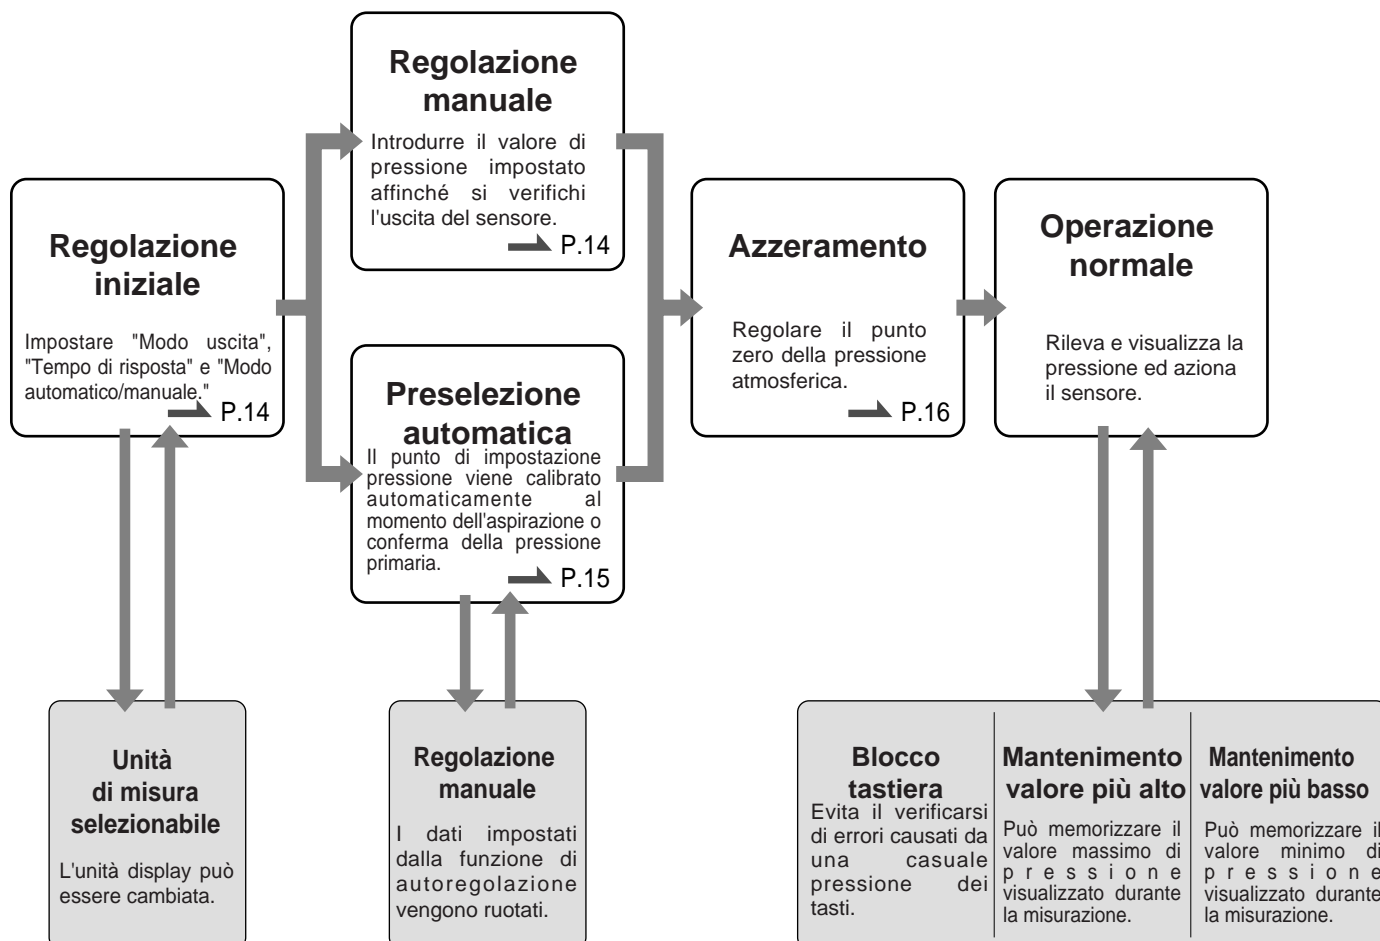 Regolazione
manuale
Introdurre il valore di
pressione impostato
affinché si verifichi
l'uscita del sensore.
P.14
Regolazione
iniziale
Impostare "Modo uscita",
"Tempo di risposta" e "Modo
automatico/manuale."
P.14
Preselezione
automatica
Il punto di impostazione
pressione viene calibrato
automaticamente al
momento dell'aspirazione o
conferma della pressione
primaria.
P.15
Azzeramento
Regolare il punto
zero della pressione
atmosferica.
P.16
Operazione
normale
Rileva e visualizza la
pressione ed aziona
il sensore.
Unità
di misura
selezionabile
L'unità display può
essere cambiata.
Regolazione
manuale
I dati impostati
dalla funzione di
autoregolazione
vengono ruotati.
Blocco
tastiera
Evita il verificarsi
di errori causati da
una casuale
pressione dei
tasti.
Mantenimento
valore più alto
Può memorizzare il
valore massimo di
pressione
visualizzato durante
la misurazione.
Mantenimento
valore più basso
Può memorizzare il
valore minimo di
pressione
visualizzato durante
la misurazione.